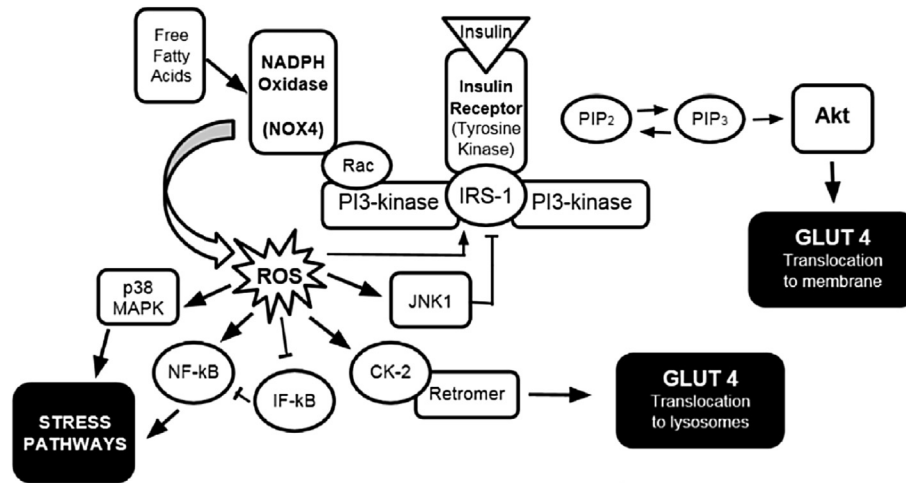 Free
Fatty
Acids
NADPH
Oxidase
(NOX4)
Insulin
Insulin
Receptor
(Tyrosine
Kinase)
PIP2
PIP3
Akt
Rac
PI3-kinase
IRS-1
PI3-kinase
GLUT 4
Translocation
to membrane
ROS
p38
MAPK
JNK1
NF-kB
IF-kB
CK-2
Retromer
GLUT 4
Translocation
to lysosomes
STRESS
PATHWAYS